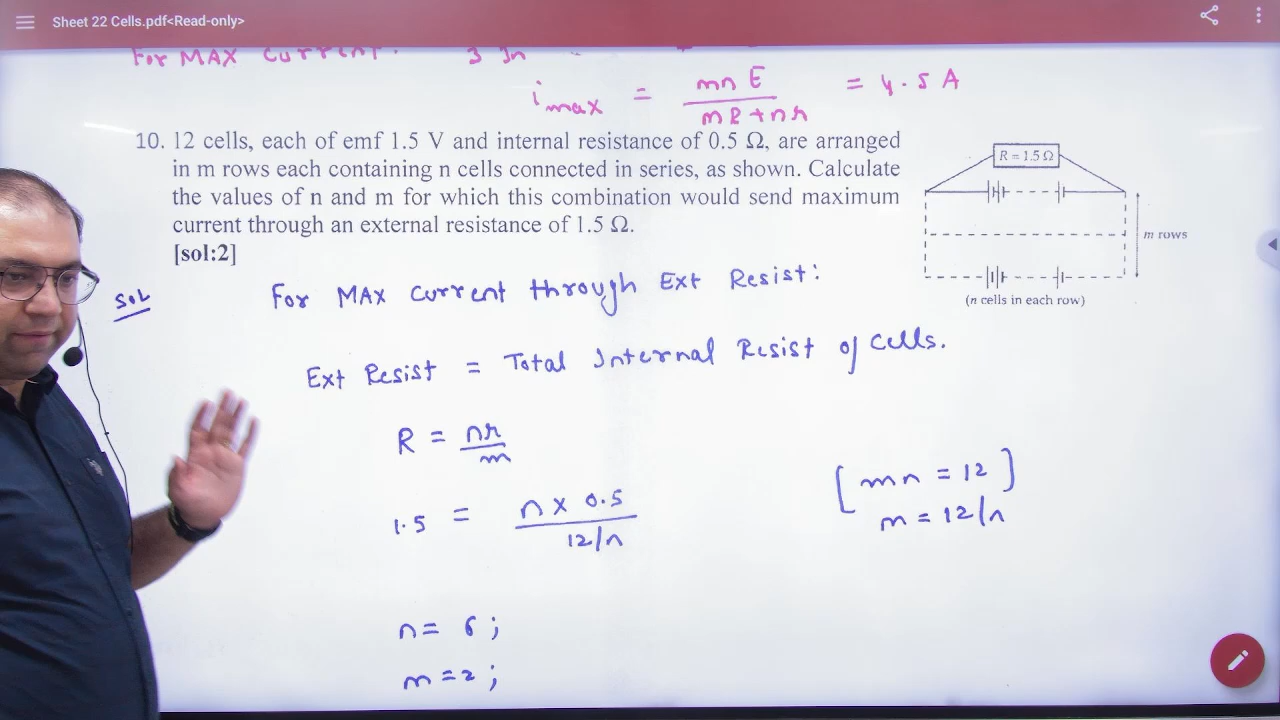 Sheet 22 Cells.pdf<Read-only>
For MAX Current: 3 In
i max = mn E / mR + nr = 4.5 A
10. 12 cells, each of emf 1.5 V and internal resistance of 0.5 Ω, are arranged
in m rows each containing n cells connected in series, as shown. Calculate
the values of n and m for which this combination would send maximum
current through an external resistance of 1.5 Ω.
[sol:2]
R = 1.5 Ω
m rows
(n cells in each row)
Sol
For MAX current through Ext Resist:
Ext Resist = Total Internal Resist of cells.
R = nr / m
[mn = 12]
m = 12/n
1.5 = n x 0.5 / 12/n
n = 6;
m = 2;